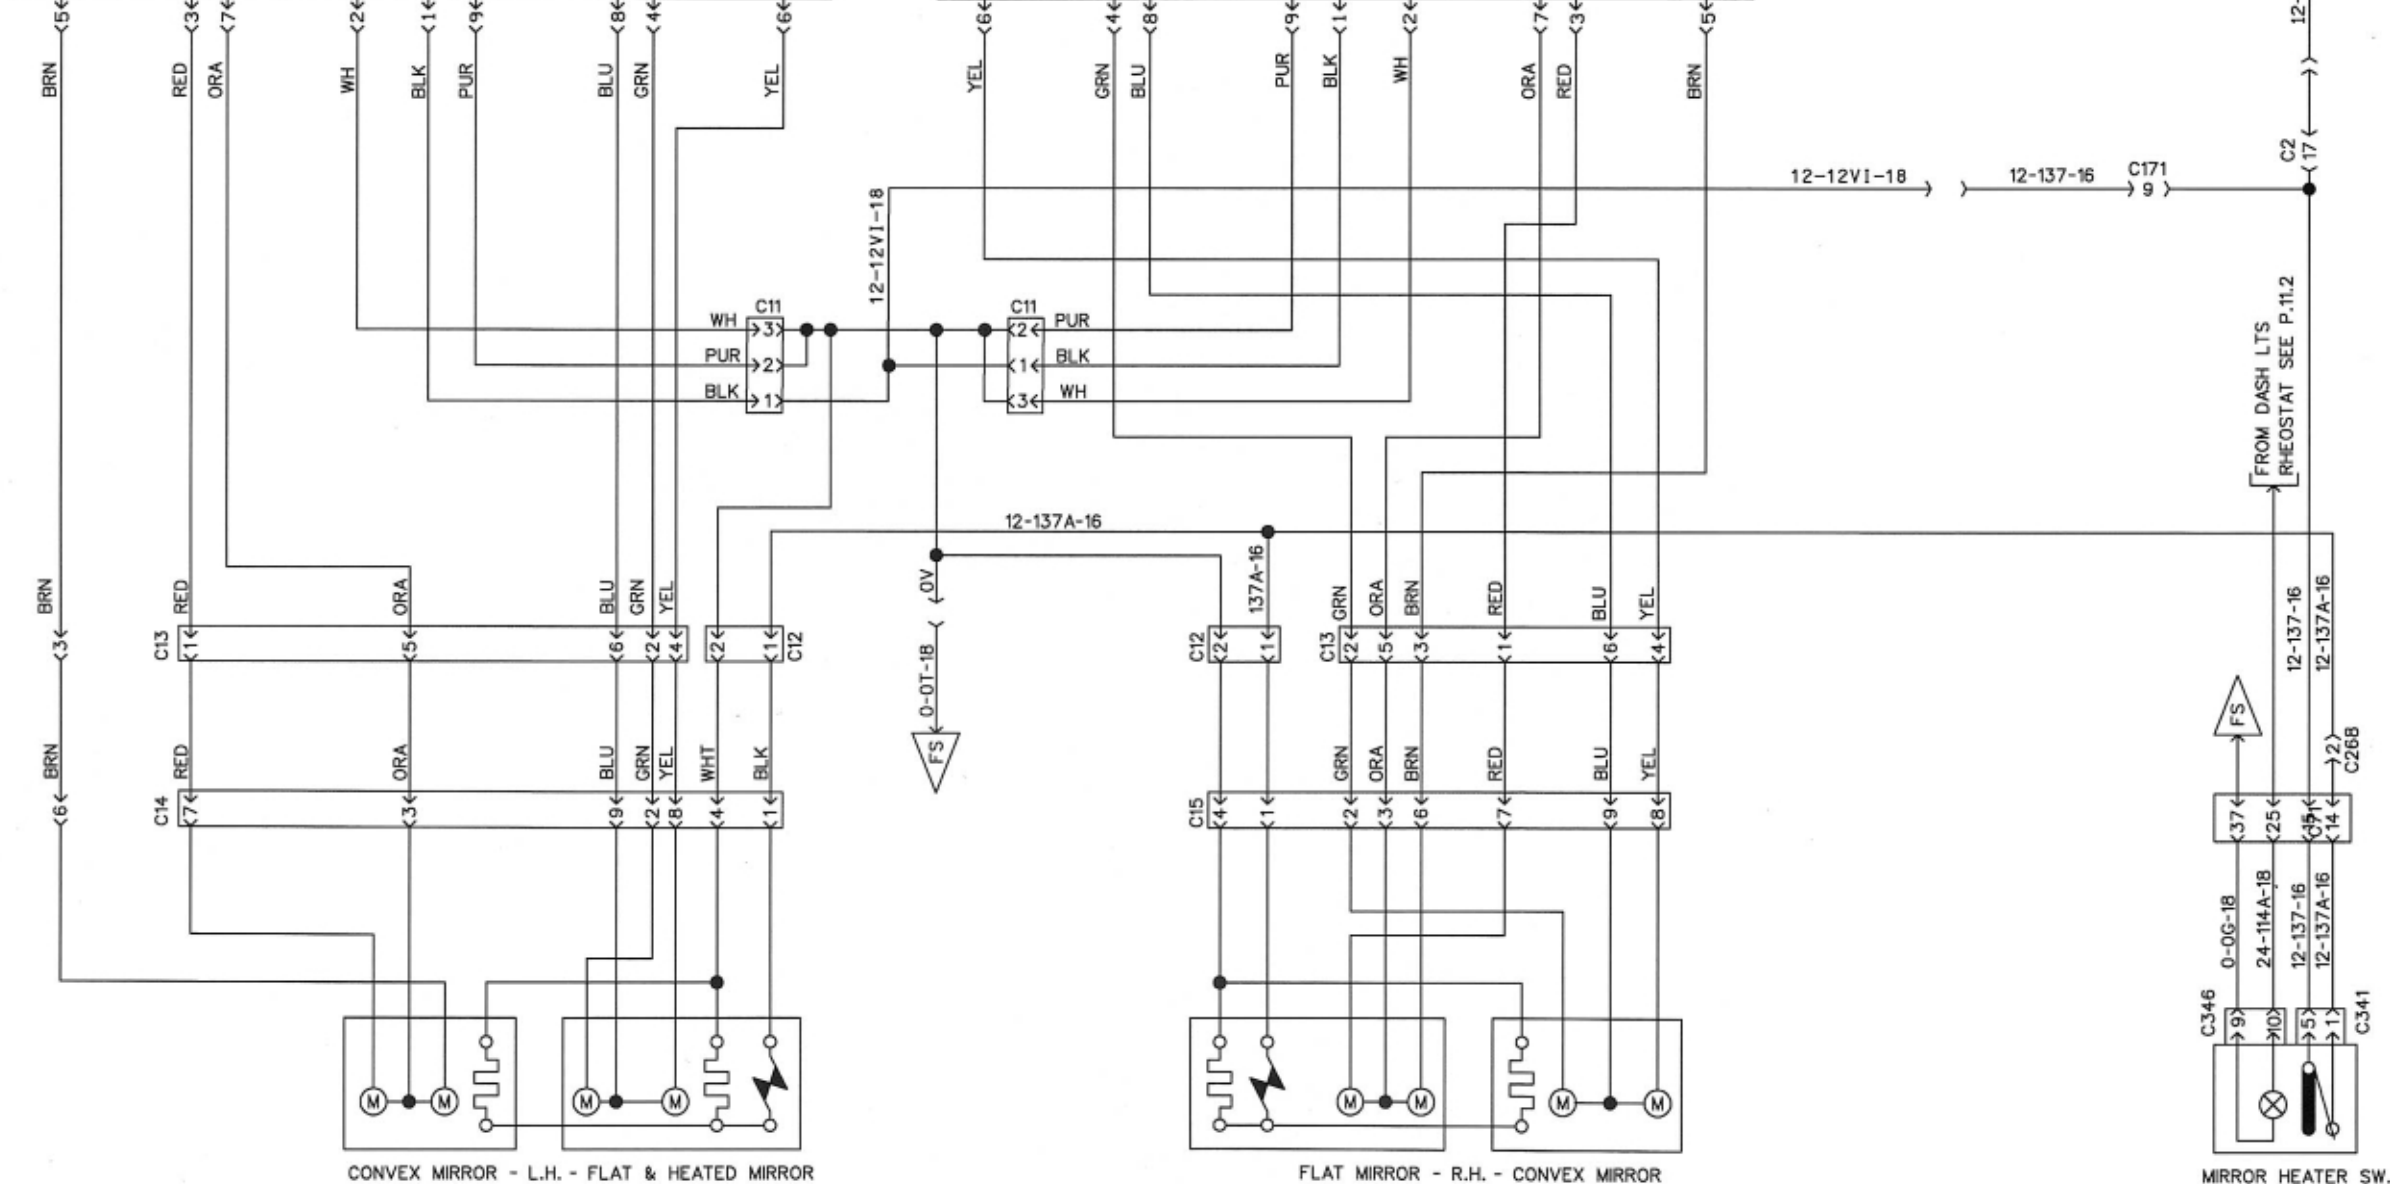 5 3 7 2 1 9 8 4 6 6 4 8 9 1 2 7 3 5 12-
BRN RED ORA WH BLK PUR BLU GRN YEL YEL GRN BLU PUR BLK WH ORA RED BRN
C2 17
12-12VI-18 12-137-16 C171 9
12-12VI-18
C11 C11
WH 3 2 PUR
PUR 2 1 BLK
BLK 1 3 WH
FROM DASH LTS
RHEOSTAT SEE P.11.2
12-137A-16
137A-16
0V
BRN RED ORA BLU GRN YEL GRN ORA BRN RED BLU YEL
12-137-16 12-137A-16
3 C13 1 5 6 2 4 2 1 C12 C12 2 1 C13 2 5 3 1 6 4
0-0T-18
FS
FS
BRN RED ORA BLU GRN YEL WHT BLK GRN ORA BRN RED BLU YEL
2 C268
6 C14 7 3 9 2 8 4 1 C15 4 1 2 3 6 7 9 8
37 25 15 C71 14
0-0G-18 24-114A-18 12-137-16 12-137A-16
C346 9 10 5 1 C341
M M M M M M M M
CONVEX MIRROR - L.H. - FLAT & HEATED MIRROR
FLAT MIRROR - R.H. - CONVEX MIRROR
MIRROR HEATER SW.